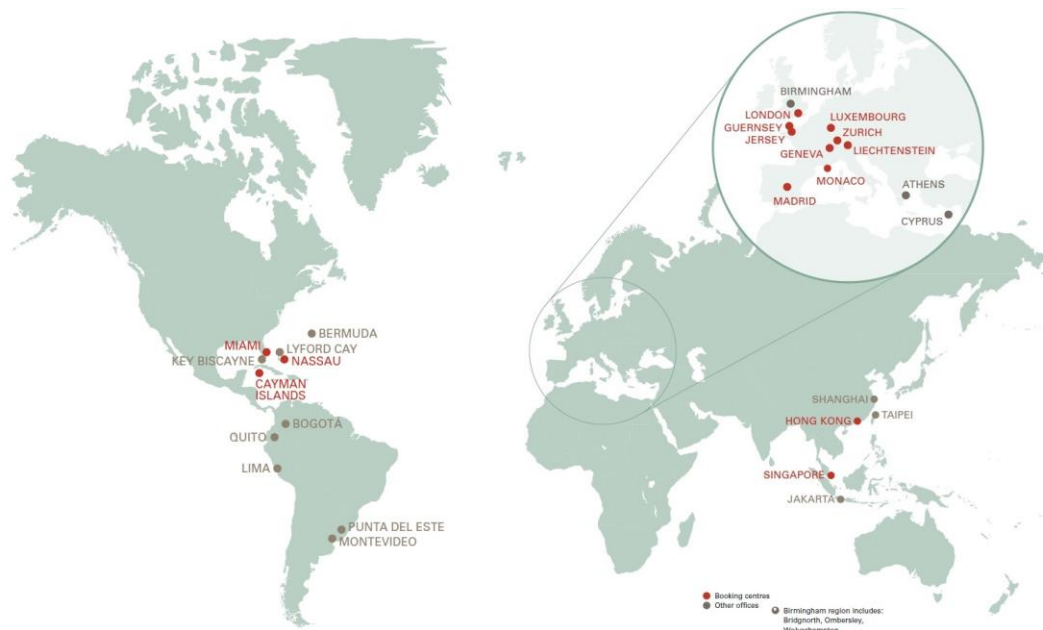 BIRMINGHAM
LONDON
LUXEMBOURG
GUERNSEY
ZURICH
JERSEY
GENEVA
LIECHTENSTEIN
MONACO
MADRID
ATHENS
CYPRUS
BERMUDA
MIAMI
LYFORD CAY
KEY BISCAYNE
NASSAU
CAYMAN
ISLANDS
BOGOTÁ
QUITO
LIMA
PUNTA DEL ESTE
MONTEVIDEO
SHANGHAI
TAIPEI
HONG KONG
SINGAPORE
JAKARTA
Booking centres
Other offices
Birmingham region includes:
Bridgnorth, Ombersley,
Wolverhampton